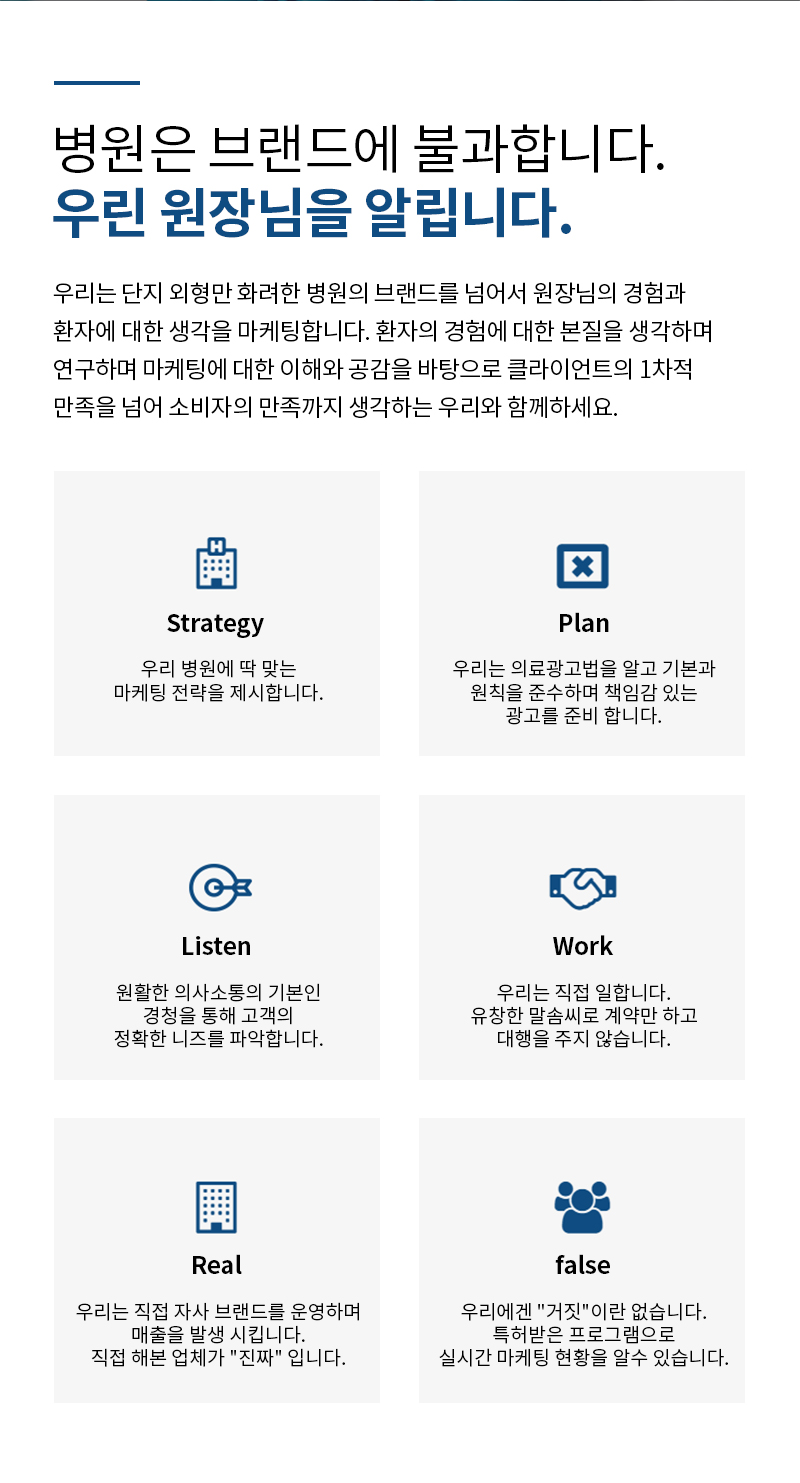 병원은 브랜드에 불과합니다.
우린 원장님을 알립니다.
우리는 단지 외형만 화려한 병원의 브랜드를 넘어서 원장님의 경험과
환자에 대한 생각을 마케팅합니다. 환자의 경험에 대한 본질을 생각하며
연구하며 마케팅에 대한 이해와 공감을 바탕으로 클라이언트의 1차적
만족을 넘어 소비자의 만족까지 생각하는 우리와 함께하세요.
H
Strategy
우리 병원에 딱 맞는
마케팅 전략을 제시합니다.
Plan
우리는 의료광고법을 알고 기본과
원칙을 준수하며 책임감 있는
광고를 준비 합니다.
Listen
원활한 의사소통의 기본인
경청을 통해 고객의
정확한 니즈를 파악합니다.
Work
우리는 직접 일합니다.
유창한 말솜씨로 계약만 하고
대행을 주지 않습니다.
Real
우리는 직접 자사 브랜드를 운영하며
매출을 발생 시킵니다.
직접 해본 업체가 "진짜" 입니다.
false
우리에겐 "거짓"이란 없습니다.
특허받은 프로그램으로
실시간 마케팅 현황을 알수 있습니다.